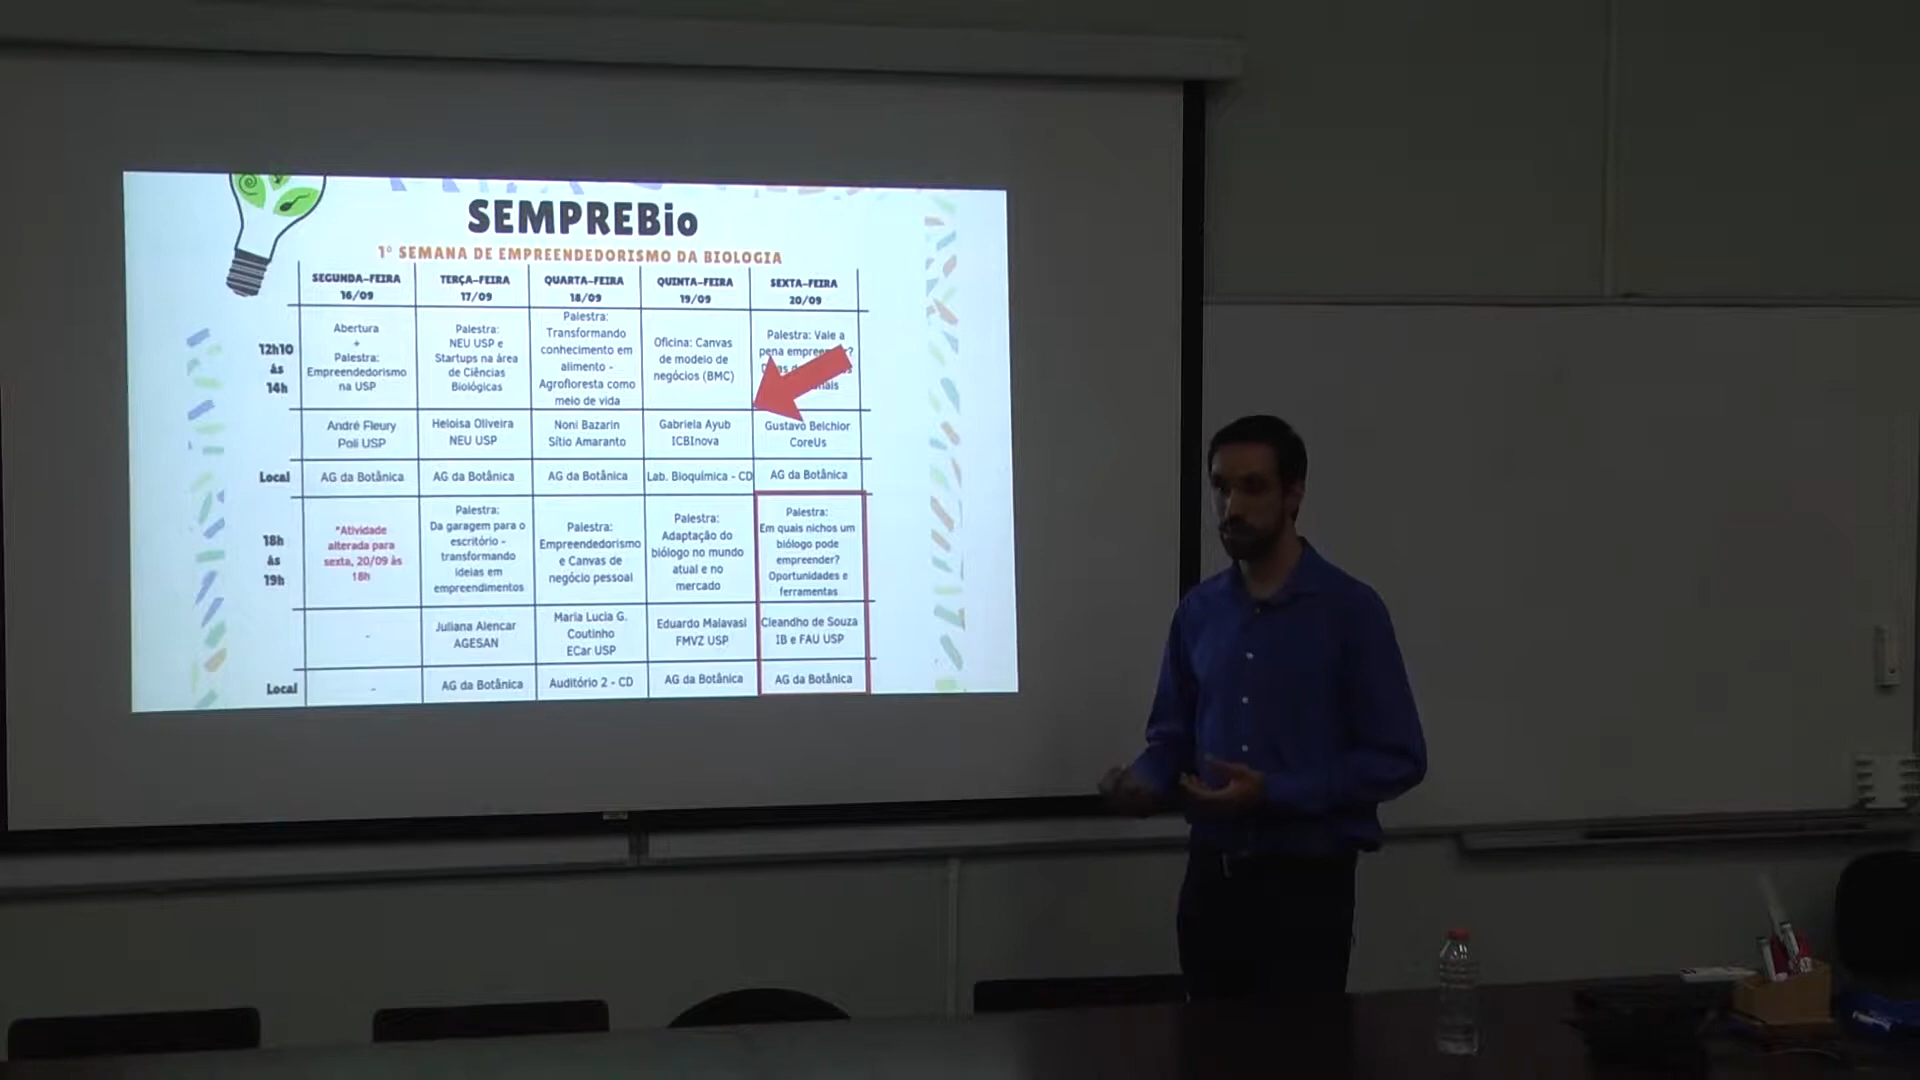 SEMPREBio
1º SEMANA DE EMPREENDEDORISMO DA BIOLOGIA
SEGUNDA-FEIRA
16/09
TERÇA-FEIRA
17/09
QUARTA-FEIRA
18/09
QUINTA-FEIRA
19/09
SEXTA-FEIRA
20/09
12h10
às
14h
Abertura
+
Palestra:
Empreendedorismo
na USP
Palestra:
NEU USP e
Startups na área
de Ciências
Biológicas
Palestra:
Transformando
conhecimento em
alimento -
Agrofloresta como
meio de vida
Oficina: Canvas
de modelo de
negócios (BMC)
Palestra: Vale a
pena empreender?
André Fleury
Poli USP
Heloisa Oliveira
NEU USP
Noni Bazarin
Sítio Amaranto
Gabriela Ayub
ICBInova
Gustavo Belchior
CoreUs
Local
AG da Botânica
AG da Botânica
AG da Botânica
Lab. Bioquímica - CD
AG da Botânica
18h
às
19h
*Atividade
alterada para
sexta, 20/09 às
18h
Palestra:
Da garagem para o
escritório -
transformando
ideias em
empreendimentos
Palestra:
Empreendedorismo
e Canvas de
negócio pessoal
Palestra:
Adaptação do
biólogo no mundo
atual e no
mercado
Palestra:
Em quais nichos um
biólogo pode
empreender?
Oportunidades e
ferramentas
-
Juliana Alencar
AGESAN
Maria Lucia G.
Coutinho
ECar USP
Eduardo Malavasi
FMVZ USP
Cleandho de Souza
IB e FAU USP
Local
-
AG da Botânica
Auditório 2 - CD
AG da Botânica
AG da Botânica